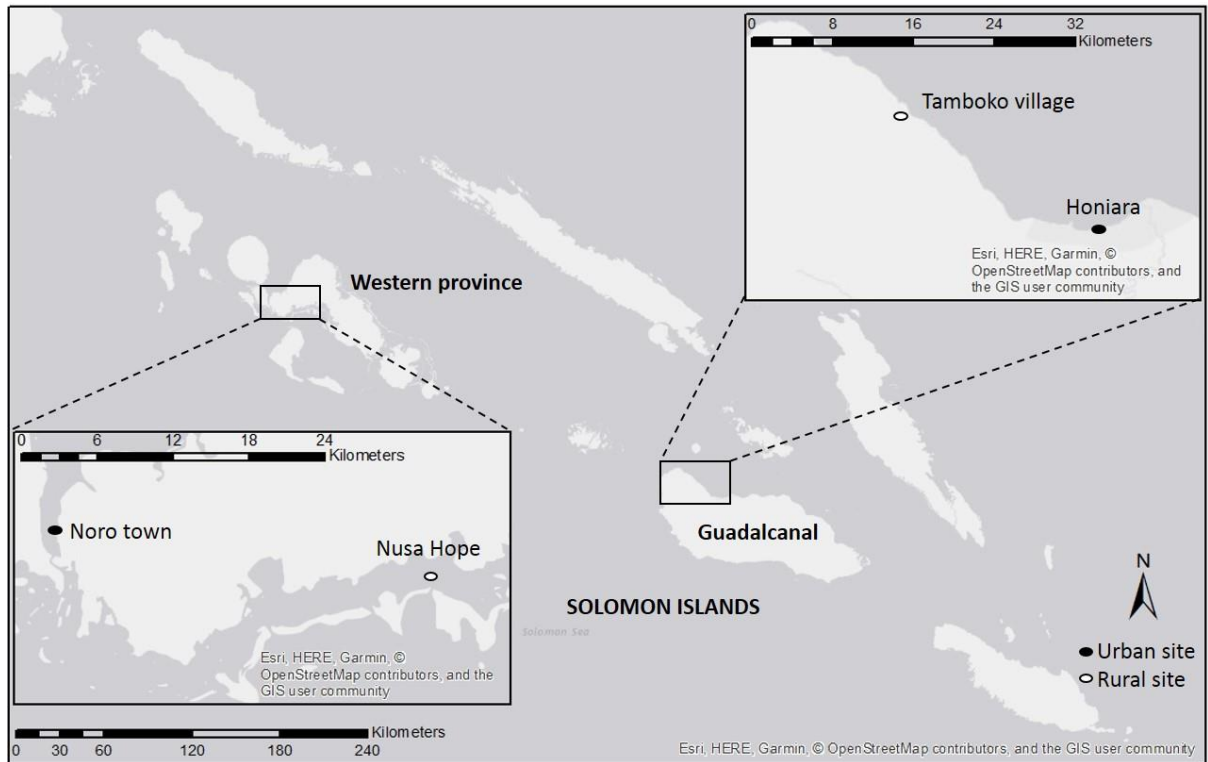 0 8 16 24 32
Kilometers
Tamboko village
Honiara
Esri, HERE, Garmin, ©
OpenStreetMap contributors, and
the GIS user community
Western province
0 6 12 18 24
Kilometers
Noro town
Nusa Hope
Esri, HERE, Garmin, ©
OpenStreetMap contributors, and the
GIS user community
Guadalcanal
SOLOMON ISLANDS
Solomon Sea
N
Urban site
Rural site
Kilometers
0 30 60 120 180 240
Esri, HERE, Garmin, © OpenStreetMap contributors, and the GIS user community